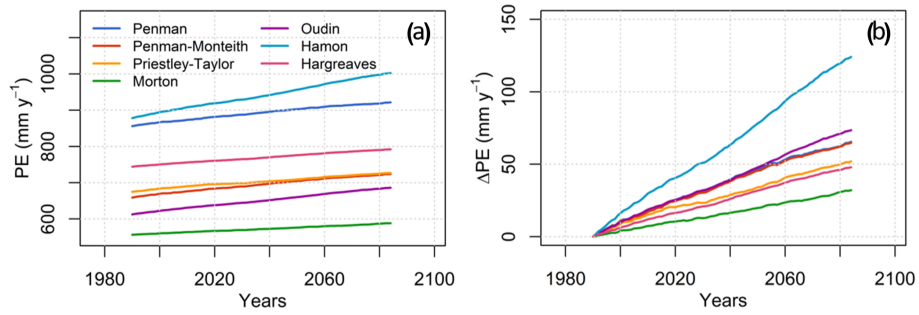 (a)
Penman
Penman-Monteith
Priestley-Taylor
Morton
Oudin
Hamon
Hargreaves
PE (mm y⁻¹)
1000
800
600
1980 2020 2060 2100
Years
(b)
ΔPE (mm y⁻¹)
150
100
50
0
1980 2020 2060 2100
Years